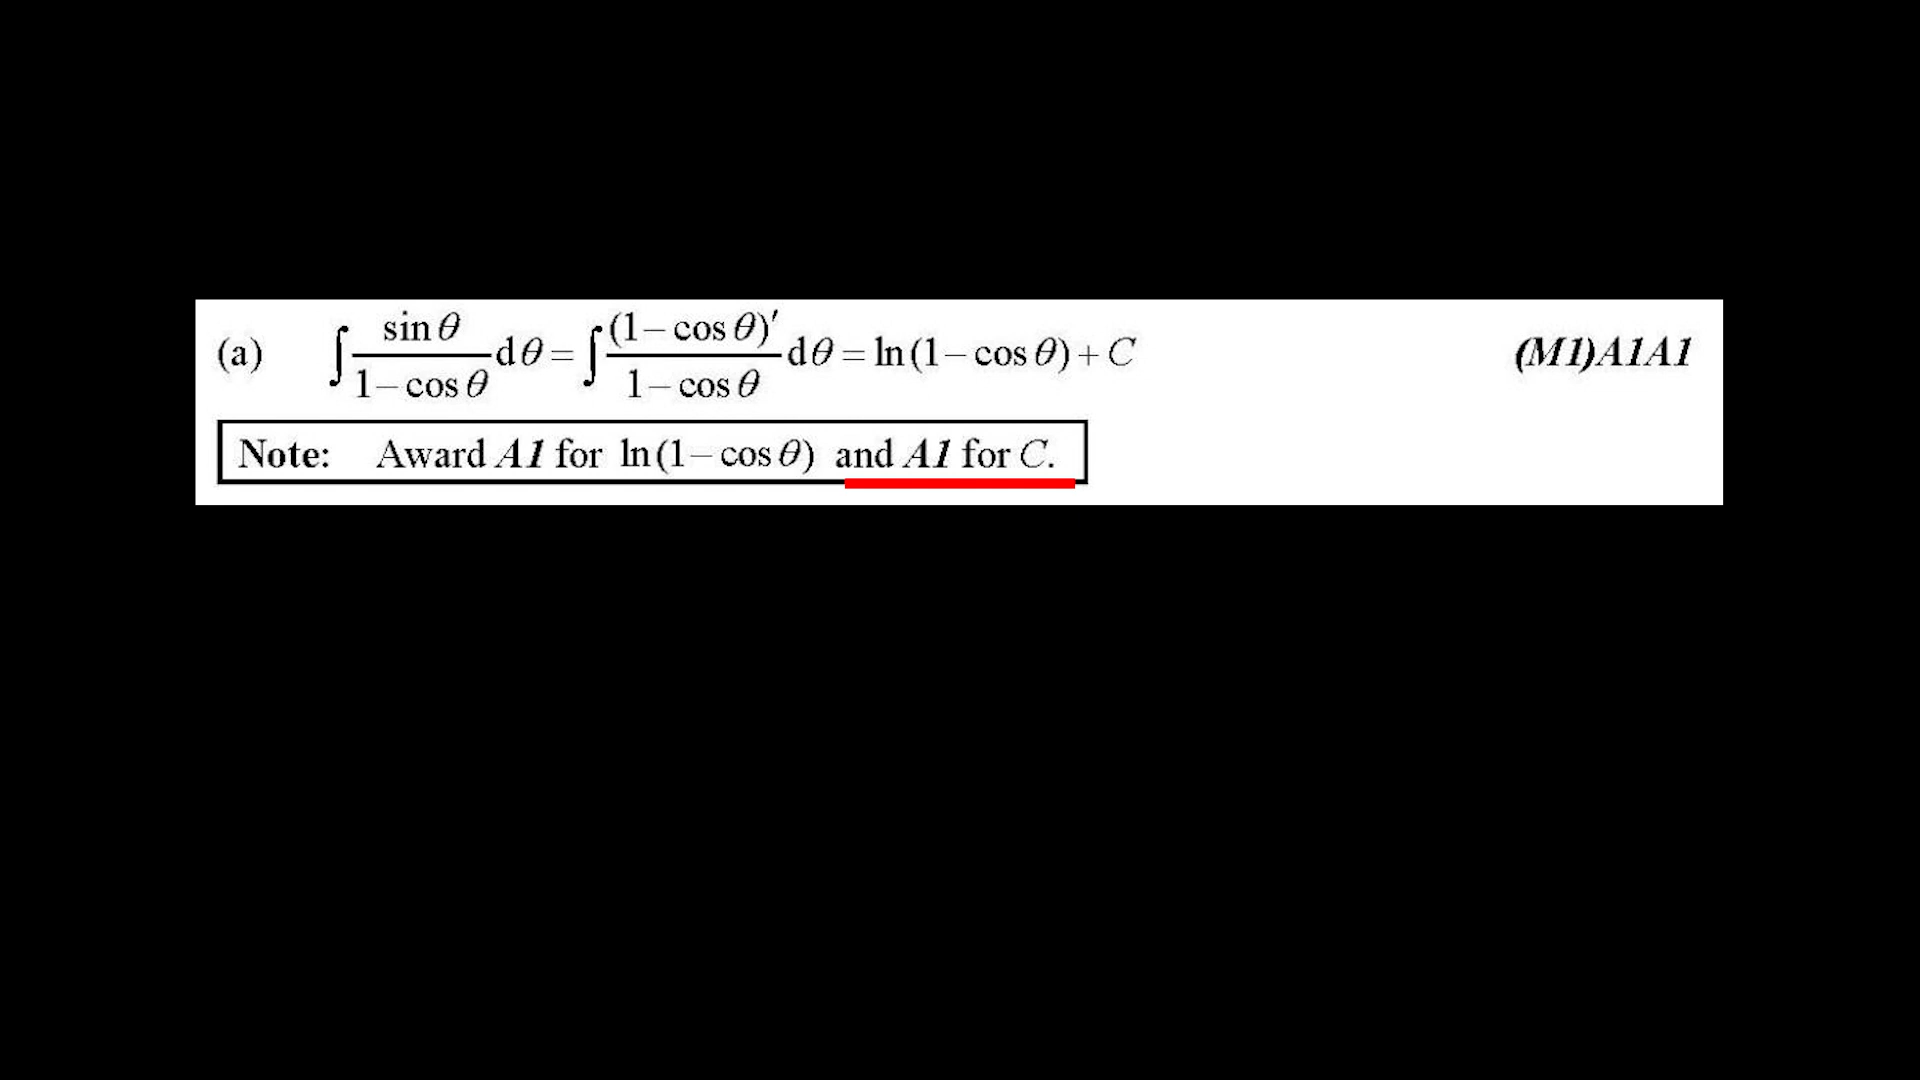 (a) ∫ sin θ / 1 − cos θ dθ = ∫ (1 − cos θ)′ / 1 − cos θ dθ = ln (1 − cos θ) + C (M1)A1A1
Note: Award A1 for ln (1 − cos θ) and A1 for C.